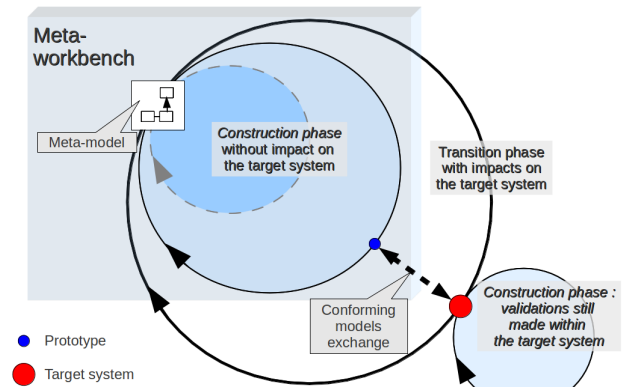 Meta-
workbench
Meta-model
Construction phase
without impact on
the target system
Transition phase
with impacts on
the target system
Conforming
models
exchange
Construction phase :
validations still
made within
the target system
Prototype
Target system